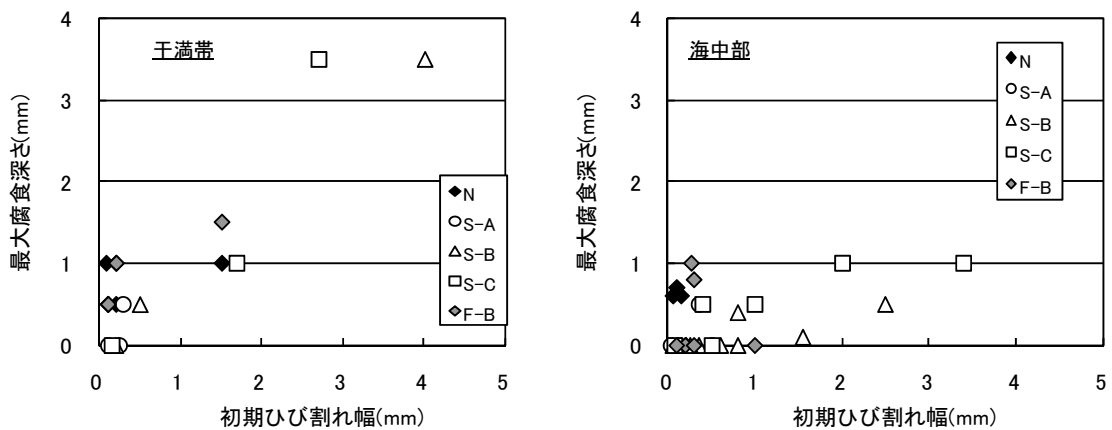 干満帯
最大腐食深さ(mm)
4
3
2
1
0
0 1 2 3 4 5
初期ひび割れ幅(mm)
N
S-A
S-B
S-C
F-B
海中部
最大腐食深さ(mm)
4
3
2
1
0
0 1 2 3 4 5
初期ひび割れ幅(mm)
N
S-A
S-B
S-C
F-B